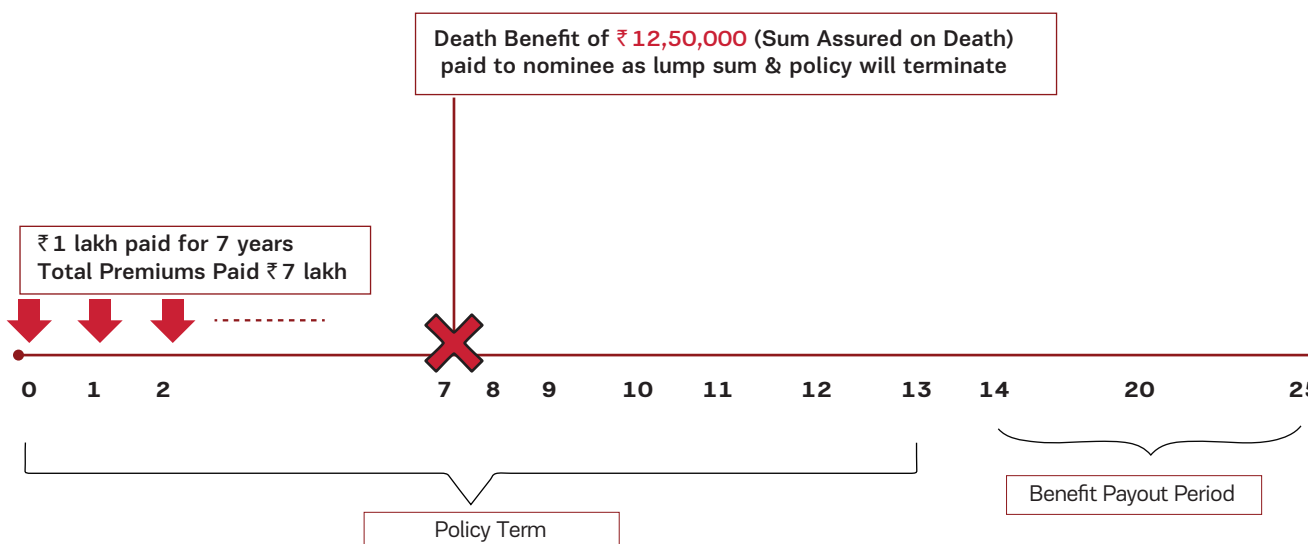 Death Benefit of ₹12,50,000 (Sum Assured on Death)
paid to nominee as lump sum & policy will terminate
₹1 lakh paid for 7 years
Total Premiums Paid ₹7 lakh
0 1 2 7 8 9 10 11 12 13 14 20 25
Benefit Payout Period
Policy Term